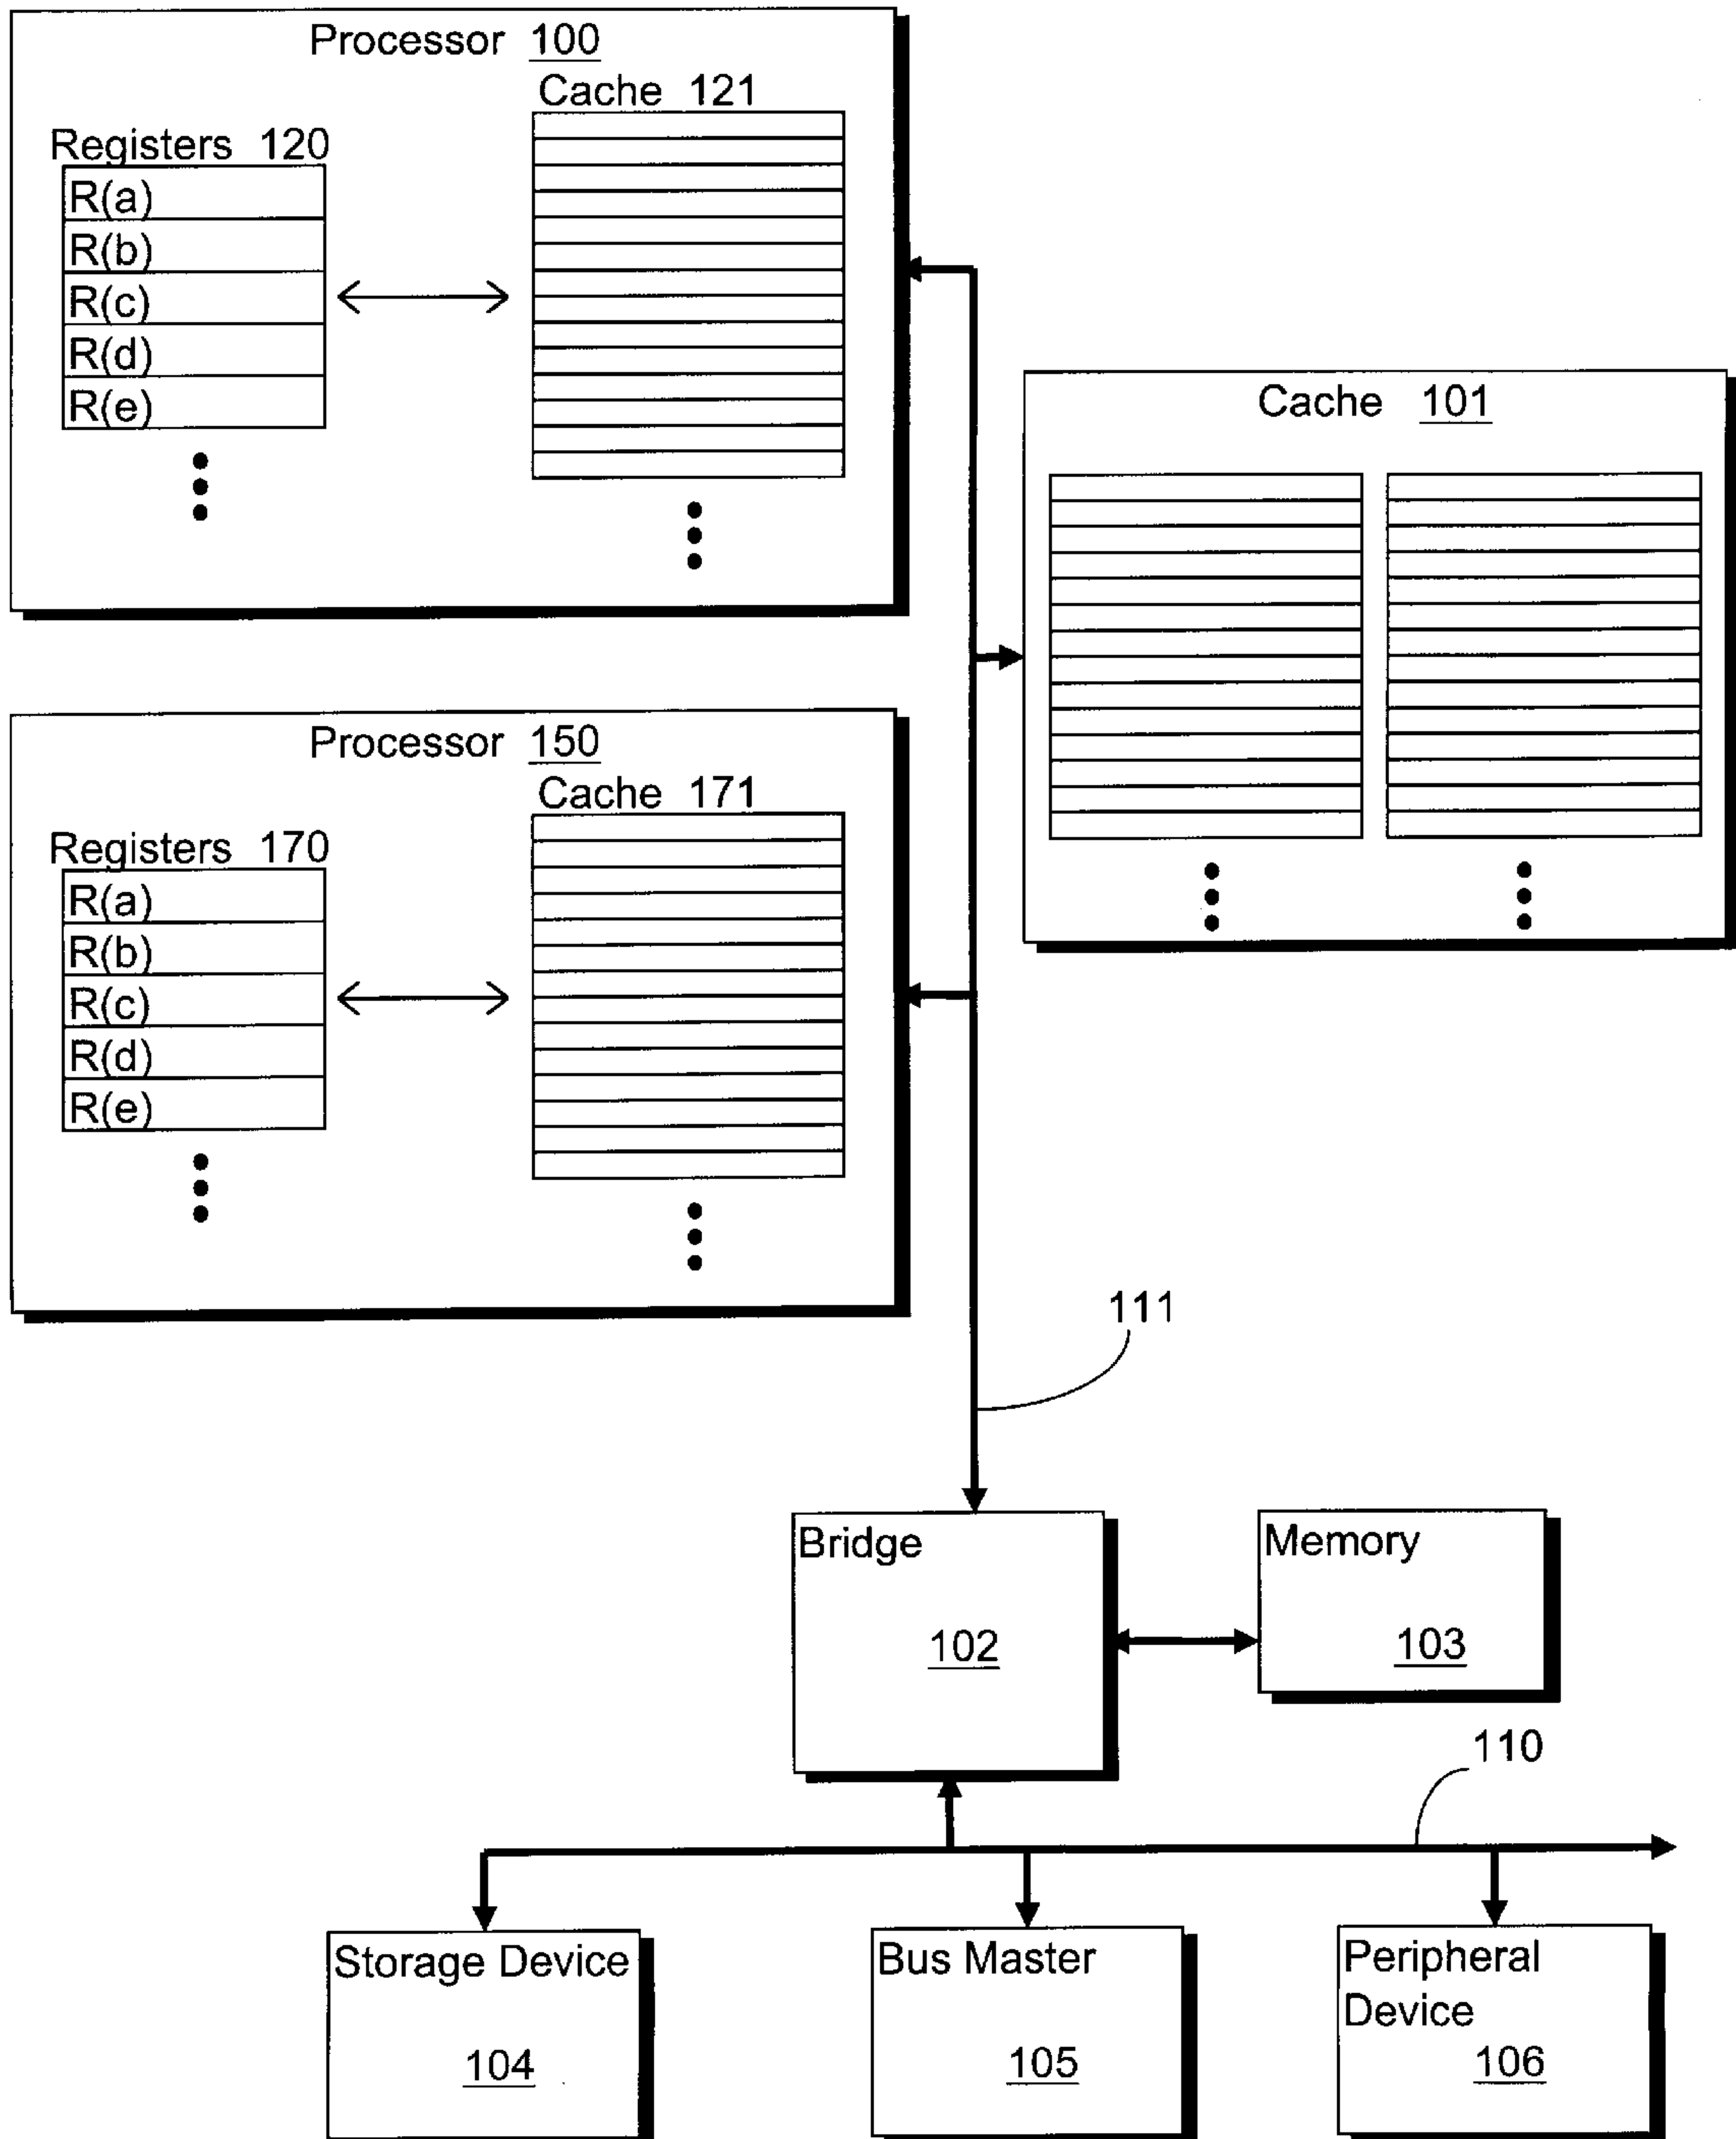 Processor 100
Cache 121
Registers 120
R(a)
R(b)
R(c)
R(d)
R(e)
Cache 101
Processor 150
Cache 171
Registers 170
R(a)
R(b)
R(c)
R(d)
R(e)
111
Bridge
102
Memory
103
110
Storage Device
104
Bus Master
105
Peripheral
Device
106